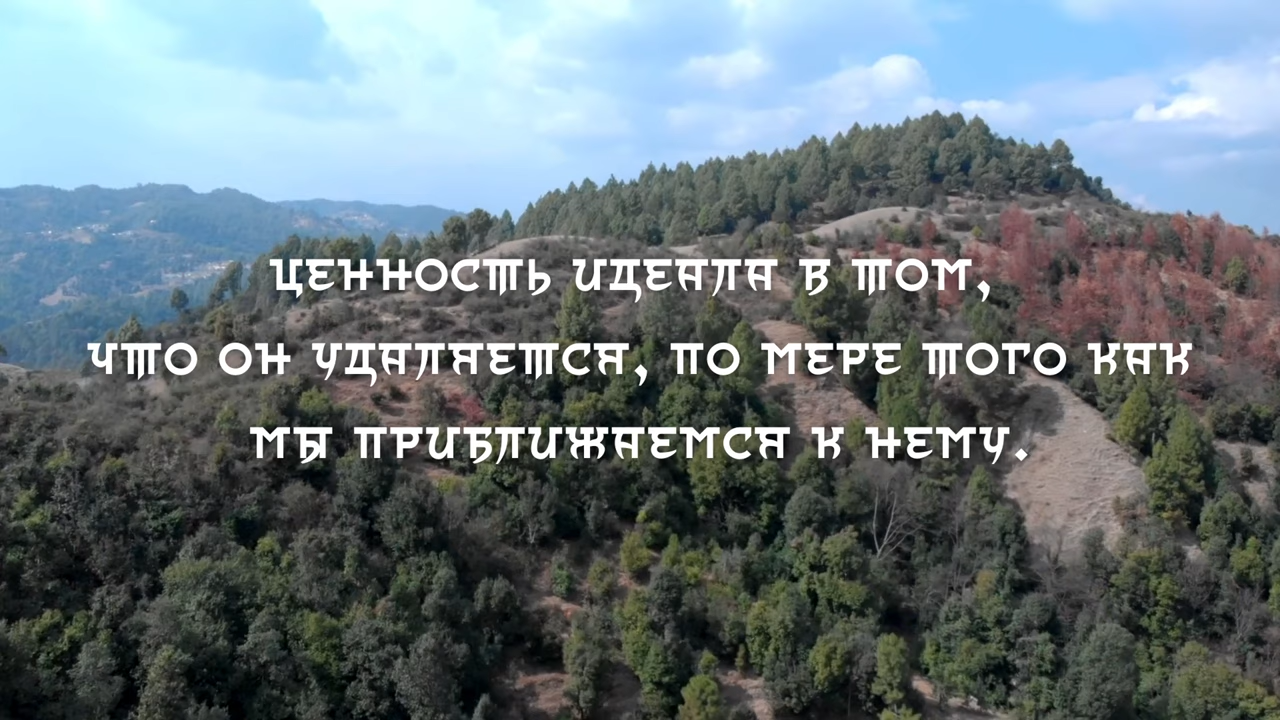 ЦЕННОСТЬ ИДЕАЛА В ТОМ,
ЧТО ОН УДАЛЯЕТСЯ, ПО МЕРЕ ТОГО КАК
МЫ ПРИБЛИЖАЕМСЯ К НЕМУ.